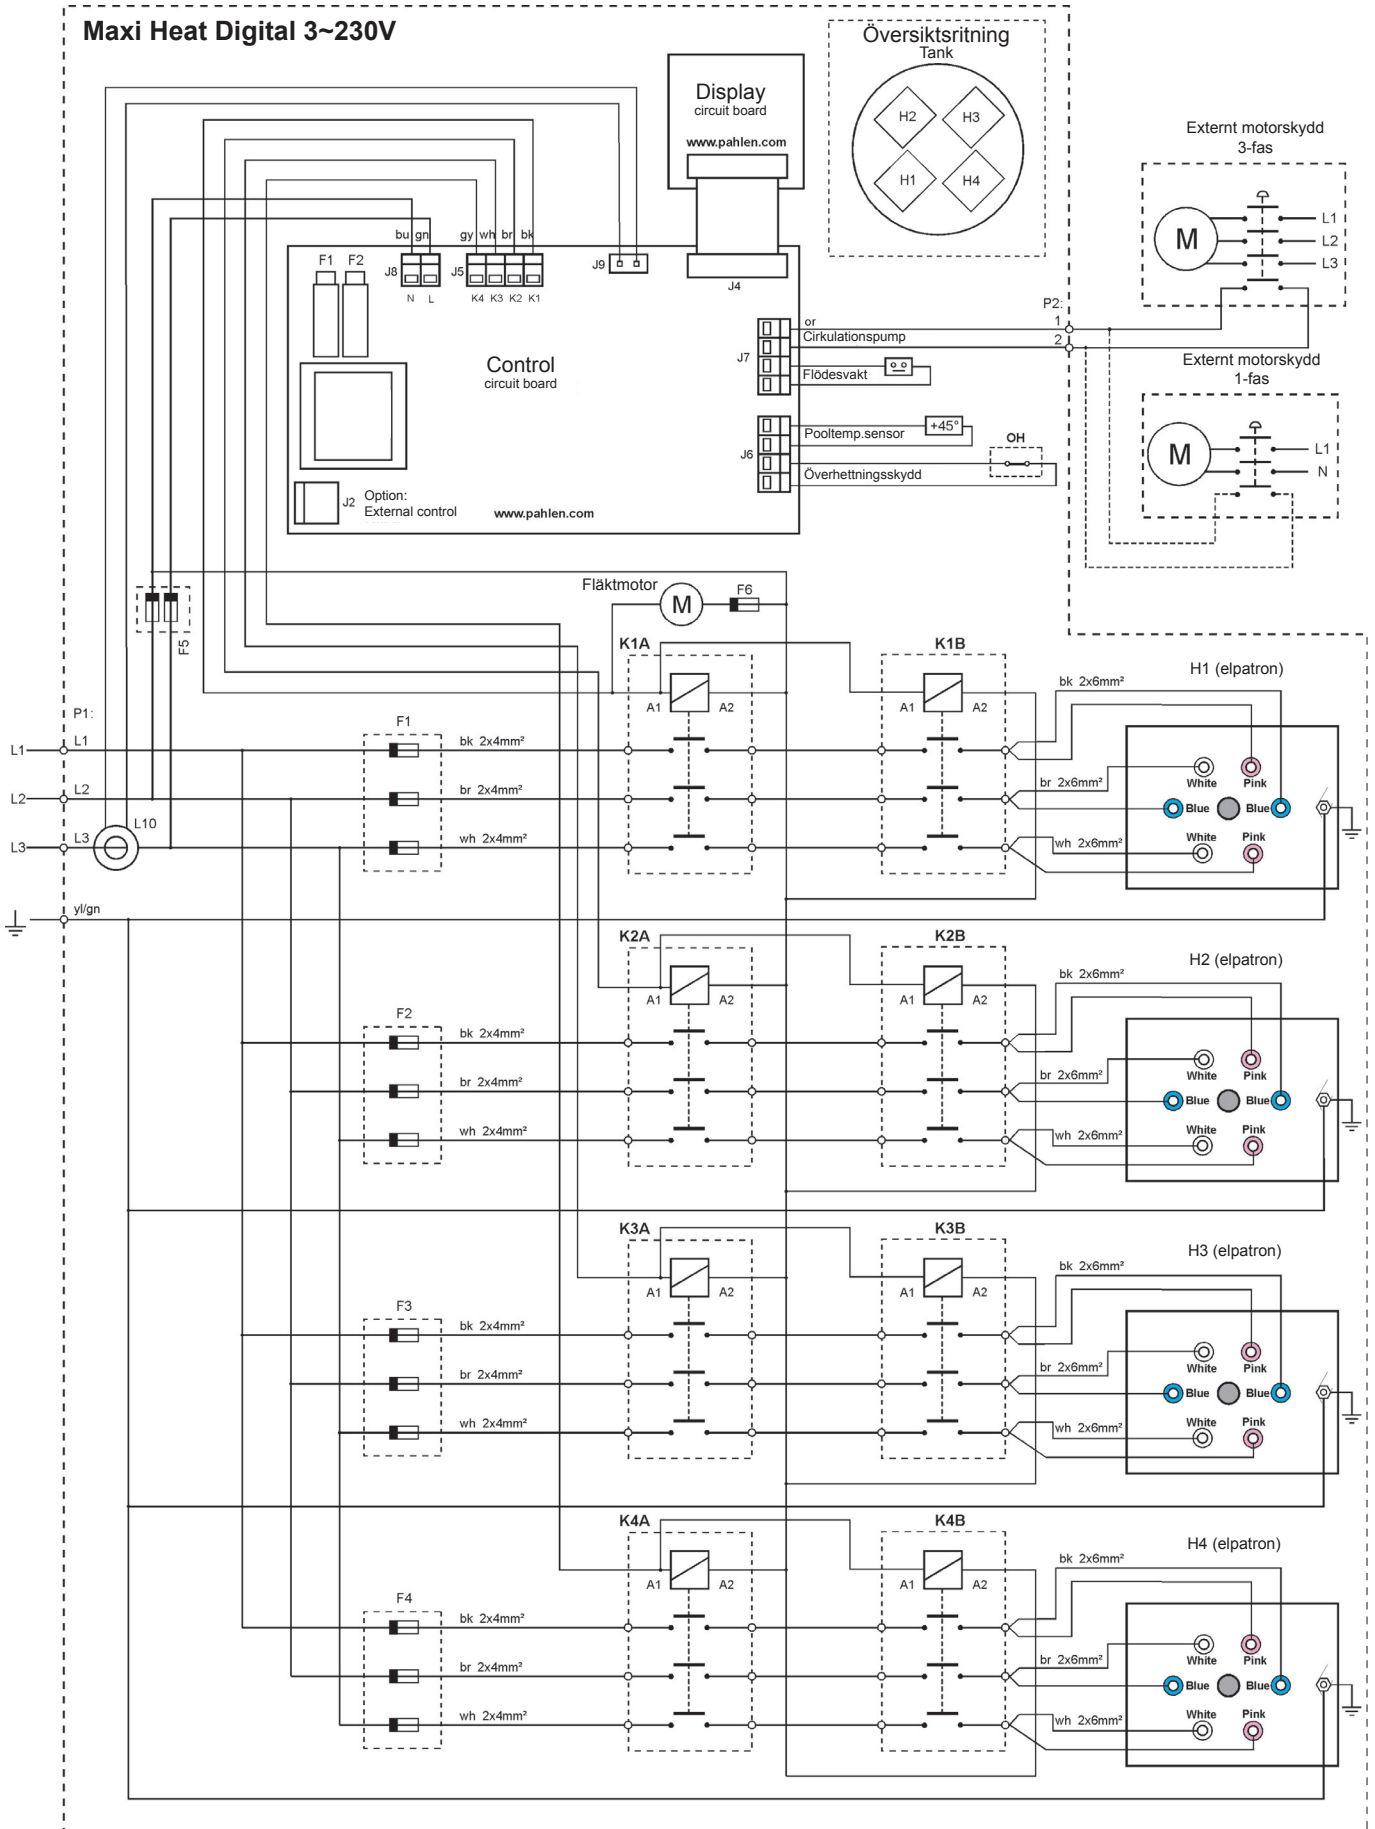 Maxi Heat Digital 3~230V
Översiktsritning
Tank
H2
H3
H1
H4
Display
circuit board
www.pahlen.com
Externt motorskydd
3-fas
M
L1
L2
L3
bu
gn
gy
wh
br
bk
F1
F2
J8
J5
J9
J4
N
L
K4
K3
K2
K1
Control
circuit board
J7
or
Cirkulationspump
Flödesvakt
P2:
1
2
Externt motorskydd
1-fas
M
L1
N
J6
Pooltemp.sensor
+45°
OH
Överhettningsskydd
J2
Option:
External control
www.pahlen.com
F5
Fläktmotor
M
F6
K1A
K1B
H1 (elpatron)
A1
A2
A1
A2
bk 2x6mm²
P1:
F1
L1
L1
bk 2x4mm²
L2
L2
br 2x4mm²
L3
L3
L10
wh 2x4mm²
br 2x6mm²
White
Pink
Blue
Blue
White
Pink
wh 2x6mm²
yl/gn
K2A
K2B
H2 (elpatron)
A1
A2
A1
A2
bk 2x6mm²
F2
bk 2x4mm²
br 2x4mm²
wh 2x4mm²
br 2x6mm²
White
Pink
Blue
Blue
White
Pink
wh 2x6mm²
K3A
K3B
H3 (elpatron)
A1
A2
A1
A2
bk 2x6mm²
F3
bk 2x4mm²
br 2x4mm²
wh 2x4mm²
br 2x6mm²
White
Pink
Blue
Blue
White
Pink
wh 2x6mm²
K4A
K4B
H4 (elpatron)
A1
A2
A1
A2
bk 2x6mm²
F4
bk 2x4mm²
br 2x4mm²
wh 2x4mm²
br 2x6mm²
White
Pink
Blue
Blue
White
Pink
wh 2x6mm²